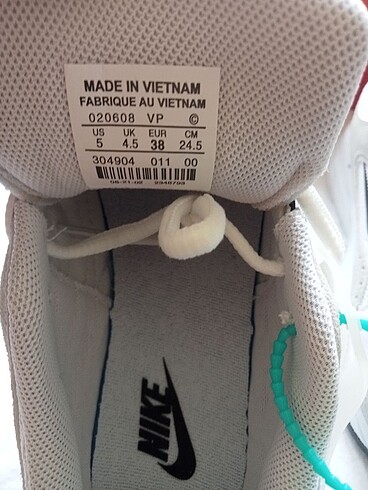 MADE IN VIETNAM
FABRIQUE AU VIETNAM
020608 VP ©
US UK EUR CM
5 4.5 38 24.5
304904 011 00
NIKE